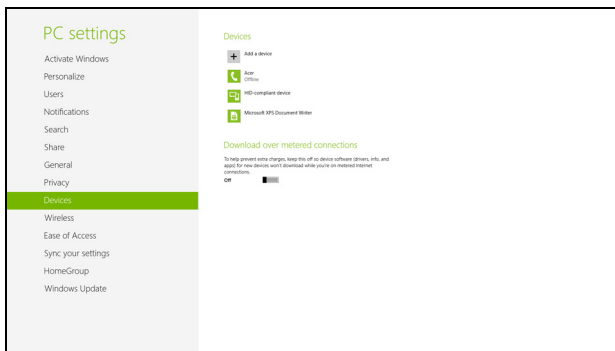 PC settings
Activate Windows
Personalize
Users
Notifications
Search
Share
General
Privacy
Devices
Wireless
Ease of Access
Sync your settings
HomeGroup
Windows Update
Devices
Add a device
Acer
Offline
HID-compliant device
Microsoft XPS Document Writer
Download over metered connections
To help prevent extra charges, keep this off so device software (drivers, info, and
apps) for new devices won't download while you're on metered Internet
connections.
Off